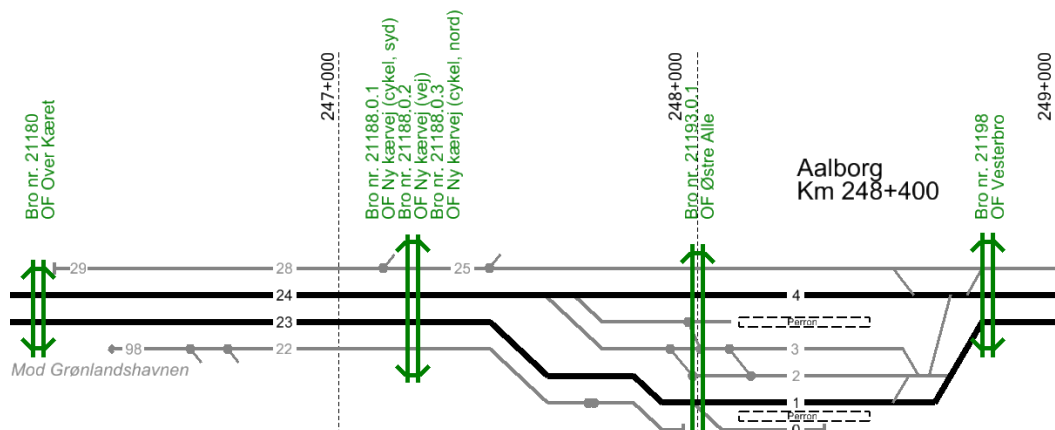 Bro nr. 21180
OF Over Kæret
247+000
Bro nr. 21188.0.1
OF Ny kærvej (cykel, syd)
Bro nr. 21188.0.2
OF Ny kærvej (vej)
Bro nr. 21188.0.3
OF Ny kærvej (cykel, nord)
248+000
Bro nr. 21193.0.1
OF Østre Alle
Aalborg
Km 248+400
Bro nr. 21198
OF Vesterbro
249+000
29
28
25
24
4
23
Perron
98
22
3
Mod Grønlandshavnen
2
1
Perron
0